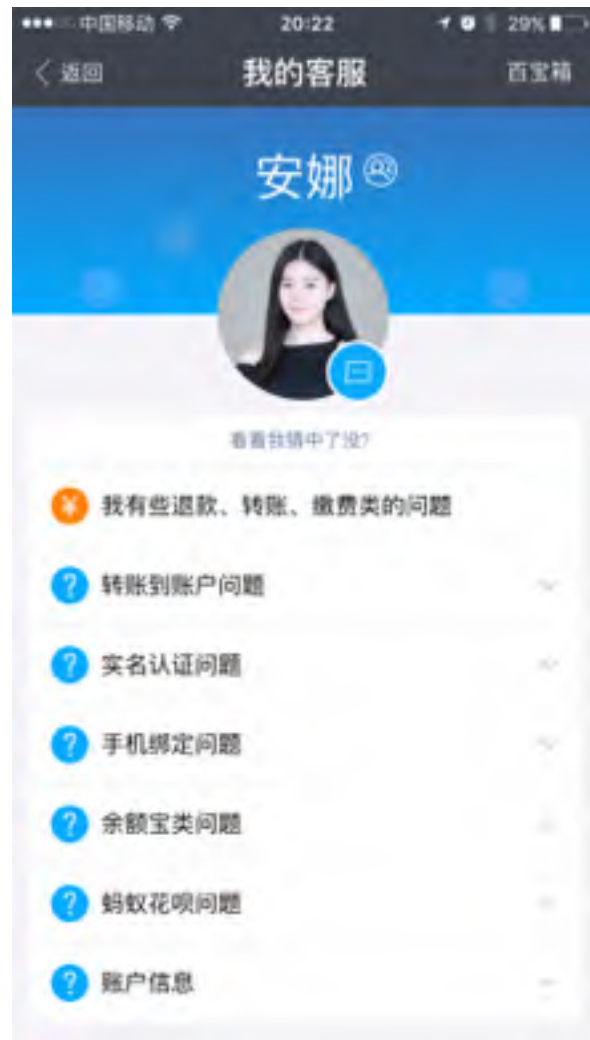 中国移动
20:22
29%
返回
我的客服
百宝箱
安娜
看看我猜中了没?
我有些退款、转账、缴费类的问题
转账到账户问题
实名认证问题
手机绑定问题
余额宝类问题
蚂蚁花呗问题
账户信息